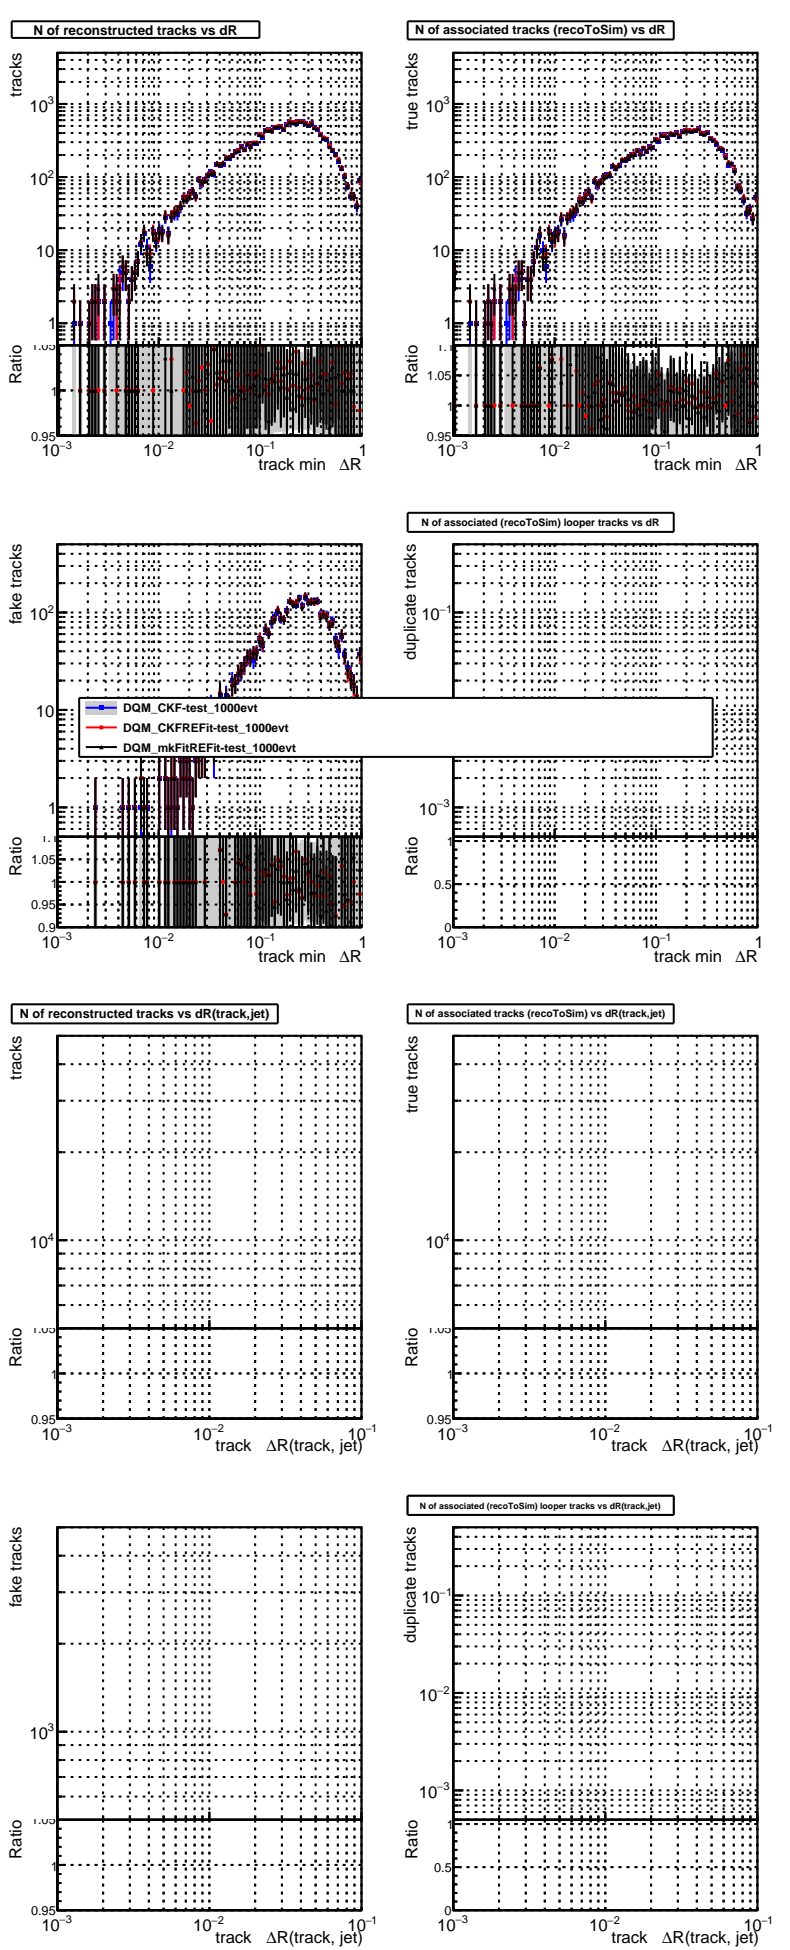 N of reconstructed tracks vs dR
N of associated tracks (recoToSim) vs dR
tracks
10³
10²
10
1
Ratio
1.05
1
0.95
10⁻³ 10⁻² 10⁻¹ 1
track min ΔR
true tracks
10³
10²
10
1
Ratio
1.1
1.05
1
0.95
10⁻³ 10⁻² 10⁻¹ 1
track min ΔR
N of associated (recoToSim) looper tracks vs dR
fake tracks
10²
10
1
Ratio
1.1
1.05
1
0.95
0.9
10⁻³ 10⁻² 10⁻¹ 1
track min ΔR
duplicate tracks
10⁻¹
10⁻³
Ratio
1
0.5
0
10⁻³ 10⁻² 10⁻¹ 1
track min ΔR
DQM_CKF-test_1000evt
DQM_CKFREFit-test_1000evt
DQM_mkFitREFit-test_1000evt
N of reconstructed tracks vs dR(track,jet)
N of associated tracks (recoToSim) vs dR(track,jet)
tracks
10⁴
Ratio
1.05
1
0.95
10⁻³ 10⁻² 10⁻¹
track ΔR(track, jet)
true tracks
10⁴
Ratio
1.05
1
0.95
10⁻³ 10⁻² 10⁻¹
track ΔR(track, jet)
N of associated (recoToSim) looper tracks vs dR(track,jet)
fake tracks
10³
Ratio
1.05
1
0.95
10⁻³ 10⁻² 10⁻¹
track ΔR(track, jet)
duplicate tracks
10⁻¹
10⁻²
10⁻³
Ratio
1
0.5
0
10⁻³ 10⁻² 10⁻¹
track ΔR(track, jet)